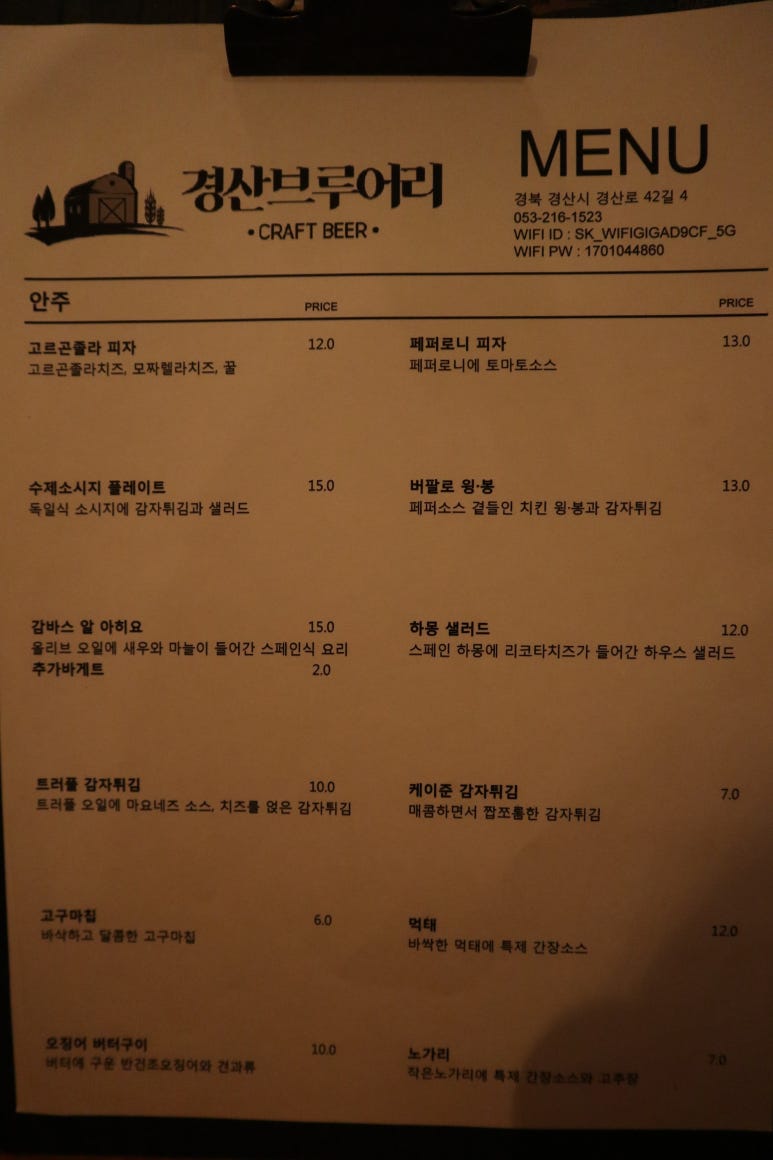 경산브루어리
•CRAFT BEER•
MENU
경북 경산시 경산로 42길 4
053-216-1523
WIFI ID : SK_WIFIGIGAD9CF_5G
WIFI PW : 1701044860
안주 PRICE PRICE
고르곤졸라 피자 12.0
고르곤졸라치즈, 모짜렐라치즈, 꿀
페퍼로니 피자 13.0
페퍼로니에 토마토소스
수제소시지 플레이트 15.0
독일식 소시지에 감자튀김과 샐러드
버팔로 윙·봉 13.0
페퍼소스 곁들인 치킨 윙·봉과 감자튀김
감바스 알 아히요 15.0
올리브 오일에 새우와 마늘이 들어간 스페인식 요리
추가바게트 2.0
하몽 샐러드 12.0
스페인 하몽에 리코타치즈가 들어간 하우스 샐러드
트러플 감자튀김 10.0
트러플 오일에 마요네즈 소스, 치즈를 얹은 감자튀김
케이준 감자튀김 7.0
매콤하면서 짭쪼롬한 감자튀김
고구마칩 6.0
바삭하고 달콤한 고구마칩
먹태 12.0
바싹한 먹태에 특제 간장소스
오징어 버터구이 10.0
버터에 구운 반건조오징어와 견과류
노가리 7.0
작은노가리에 특제 간장소스와 고추장